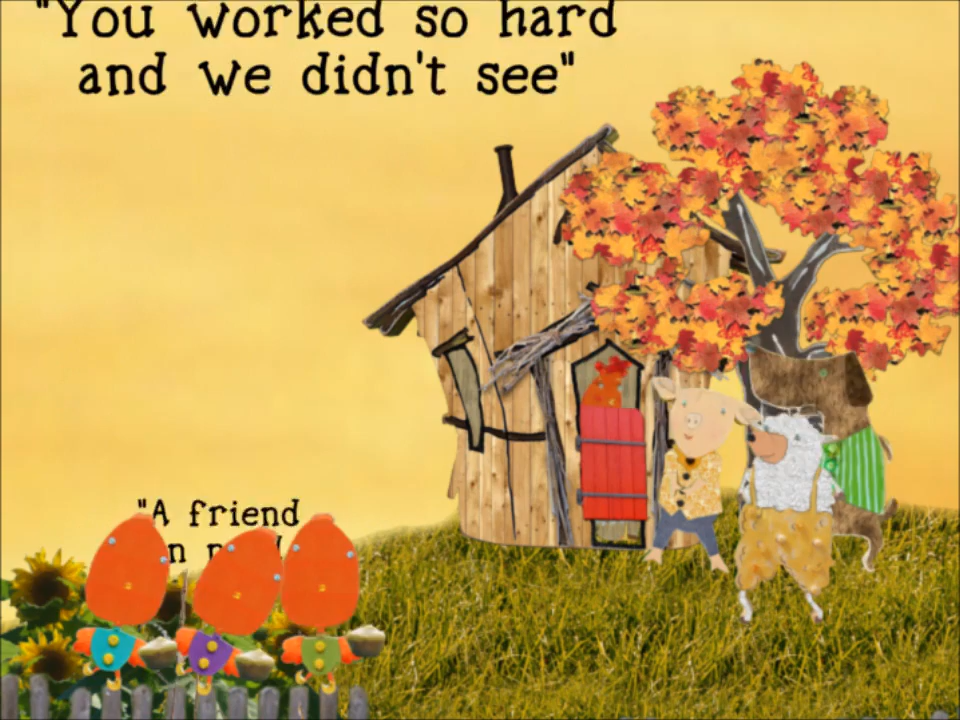 "You worked so hard
and we didn't see"
"A friend